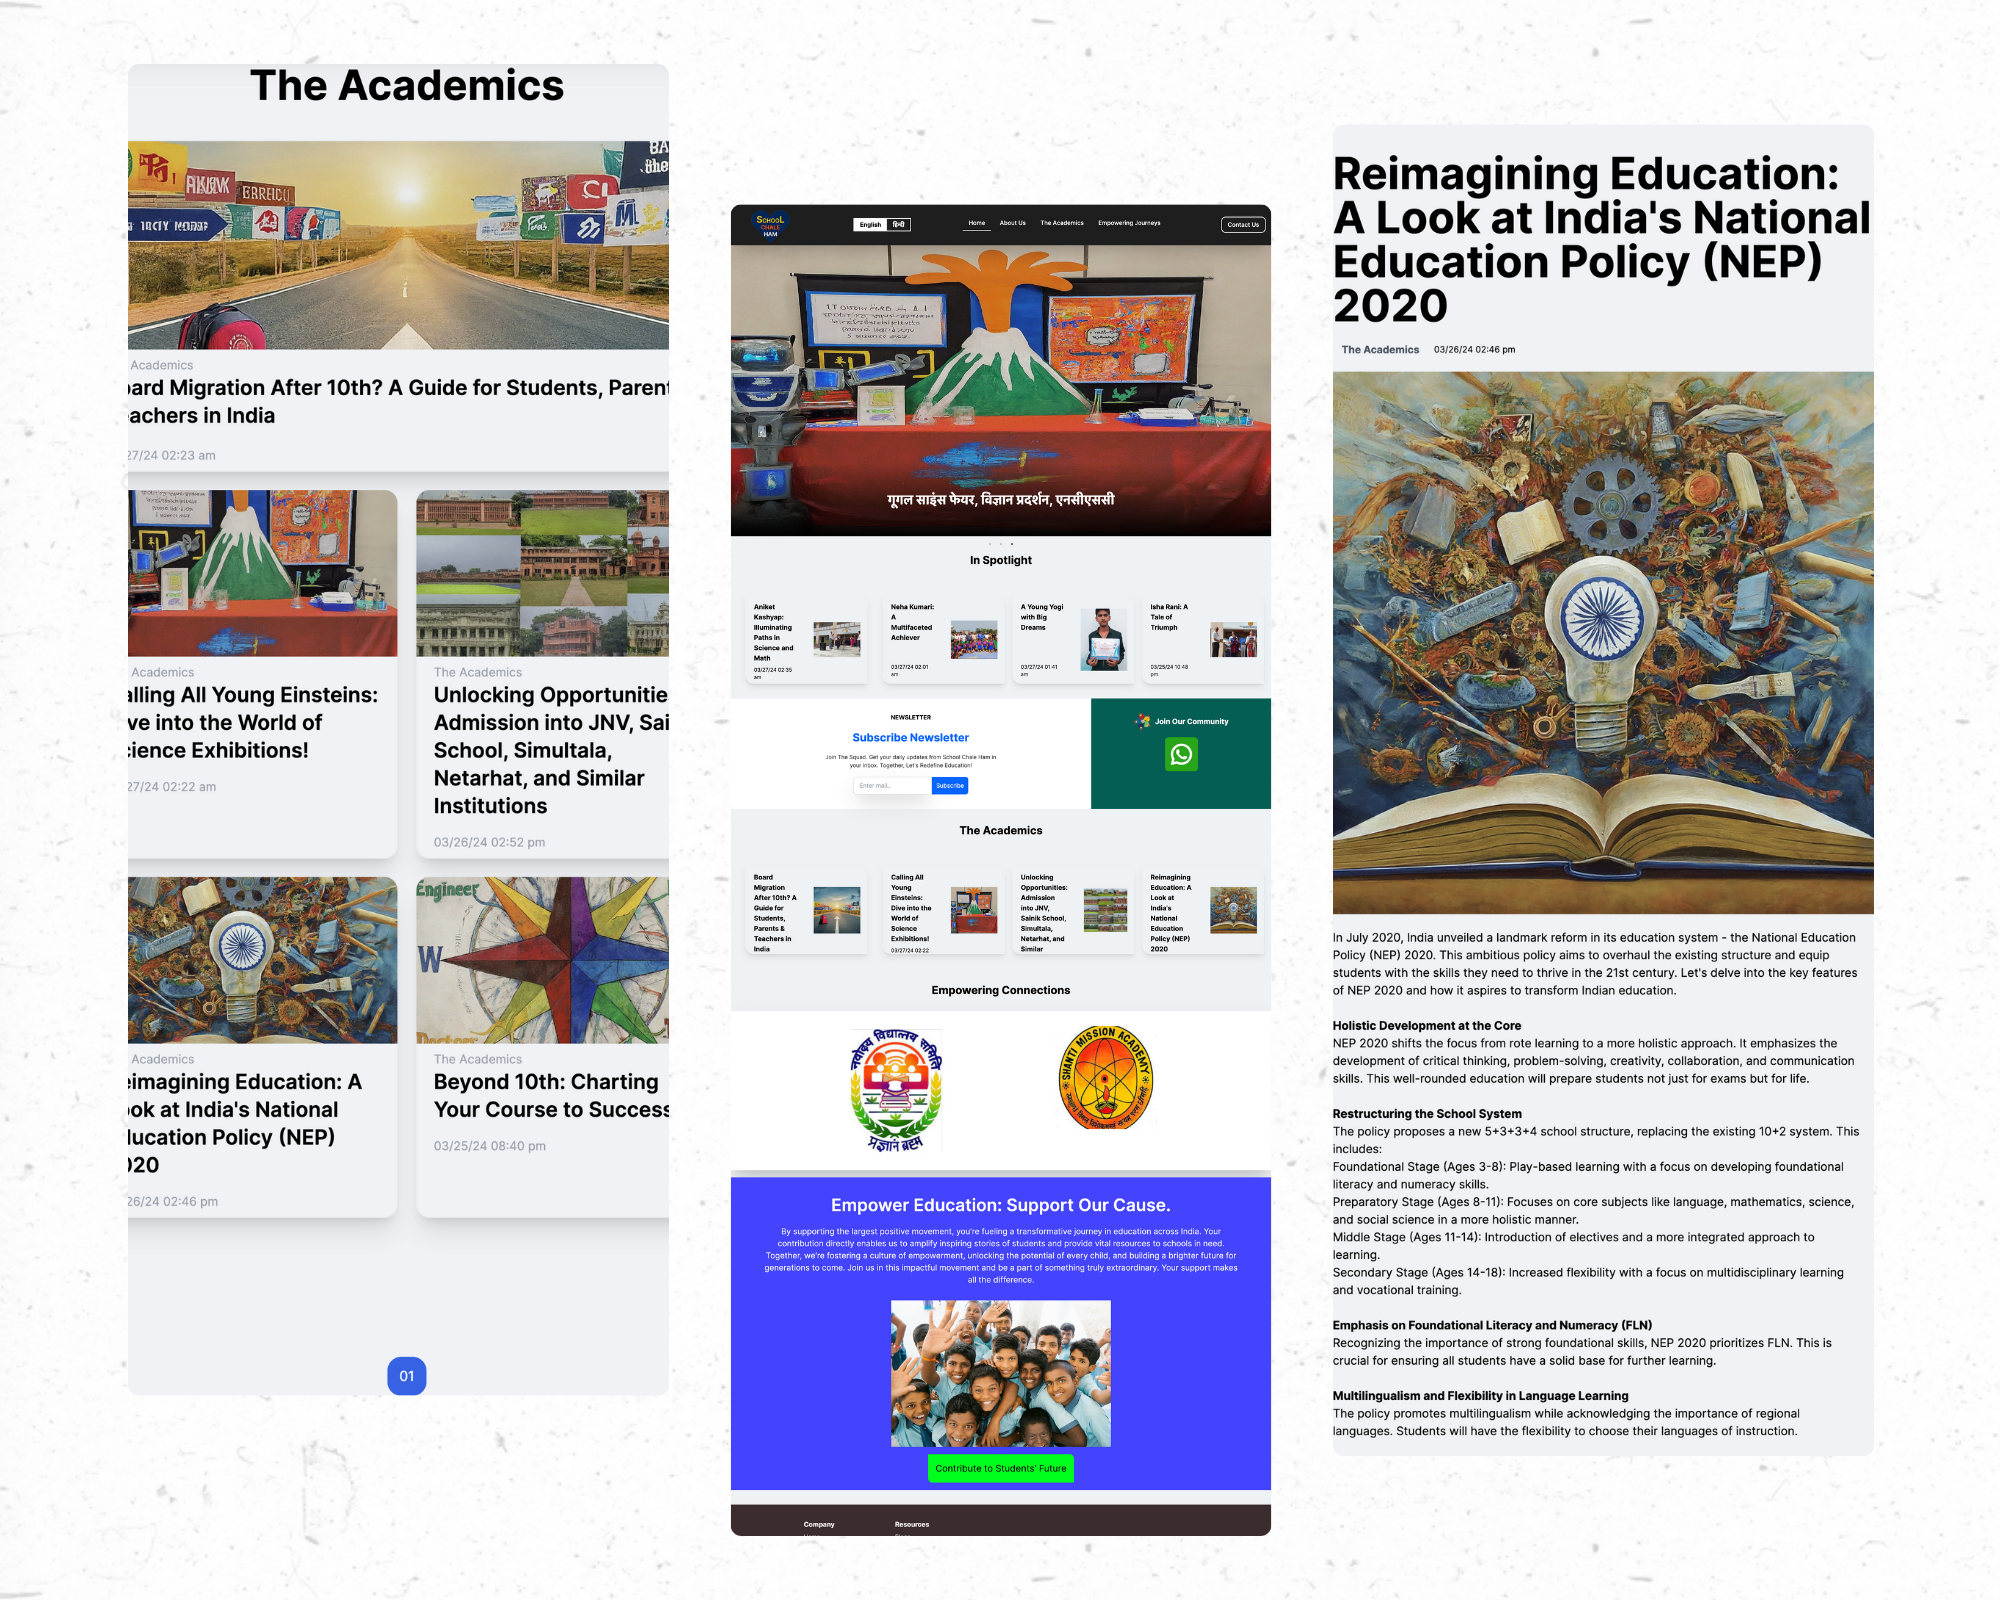 The Academics
Academics
ard Migration After 10th? A Guide for Students, Parent
achers in India
27/24 02:23 am
Academics
alling All Young Einsteins:
ve into the World of
cience Exhibitions!
27/24 02:22 am
The Academics
Unlocking Opportunitie
Admission into JNV, Sai
School, Simultala,
Netarhat, and Similar
Institutions
03/26/24 02:52 pm
Engineer
W
Academics
eimagining Education: A
ok at India's National
ducation Policy (NEP)
020
26/24 02:46 pm
The Academics
Beyond 10th: Charting
Your Course to Success
03/25/24 08:40 pm
01
SCHOOL
CHALE
HAM
English हिन्दी
Home About Us The Academics Empowering Journeys
Contact Us
गूगल साइंस फेयर, विज्ञान प्रदर्शन, एनसीएससी
In Spotlight
Aniket
Kashyap:
Illuminating
Paths in
Science and
Math
03/27/24 02:35
am
Neha Kumari:
A
Multifaceted
Achiever
03/27/24 02:01
am
A Young Yogi
with Big
Dreams
03/27/24 01:41
am
Isha Rani: A
Tale of
Triumph
03/25/24 10:48
pm
NEWSLETTER
Subscribe Newsletter
Join The Squad. Get your daily updates from School Chale Ham in
your inbox. Together, Let's Redefine Education!
Enter mail..
Subscribe
Join Our Community
The Academics
Board
Migration
After 10th? A
Guide for
Students,
Parents &
Teachers in
India
Calling All
Young
Einsteins:
Dive into the
World of
Science
Exhibitions!
03/27/24 02:22
Unlocking
Opportunities:
Admission
into JNV,
Sainik School,
Simultala,
Netarhat, and
Similar
Reimagining
Education: A
Look at
India's
National
Education
Policy (NEP)
2020
Empowering Connections
नवोदय विद्यालय समिति
प्रज्ञानं ब्रह्म
SHANTI MISSION ACADEMY
Empower Education: Support Our Cause.
By supporting the largest positive movement, you're fueling a transformative journey in education across India. Your
contribution directly enables us to amplify inspiring stories of students and provide vital resources to schools in need.
Together, we're fostering a culture of empowerment, unlocking the potential of every child, and building a brighter future for
generations to come. Join us in this impactful movement and be a part of something truly extraordinary. Your support makes
all the difference.
Contribute to Students' Future
Company Resources
Reimagining Education:
A Look at India's National
Education Policy (NEP)
2020
The Academics 03/26/24 02:46 pm
In July 2020, India unveiled a landmark reform in its education system - the National Education
Policy (NEP) 2020. This ambitious policy aims to overhaul the existing structure and equip
students with the skills they need to thrive in the 21st century. Let's delve into the key features
of NEP 2020 and how it aspires to transform Indian education.
Holistic Development at the Core
NEP 2020 shifts the focus from rote learning to a more holistic approach. It emphasizes the
development of critical thinking, problem-solving, creativity, collaboration, and communication
skills. This well-rounded education will prepare students not just for exams but for life.
Restructuring the School System
The policy proposes a new 5+3+3+4 school structure, replacing the existing 10+2 system. This
includes:
Foundational Stage (Ages 3-8): Play-based learning with a focus on developing foundational
literacy and numeracy skills.
Preparatory Stage (Ages 8-11): Focuses on core subjects like language, mathematics, science,
and social science in a more holistic manner.
Middle Stage (Ages 11-14): Introduction of electives and a more integrated approach to
learning.
Secondary Stage (Ages 14-18): Increased flexibility with a focus on multidisciplinary learning
and vocational training.
Emphasis on Foundational Literacy and Numeracy (FLN)
Recognizing the importance of strong foundational skills, NEP 2020 prioritizes FLN. This is
crucial for ensuring all students have a solid base for further learning.
Multilingualism and Flexibility in Language Learning
The policy promotes multilingualism while acknowledging the importance of regional
languages. Students will have the flexibility to choose their languages of instruction.